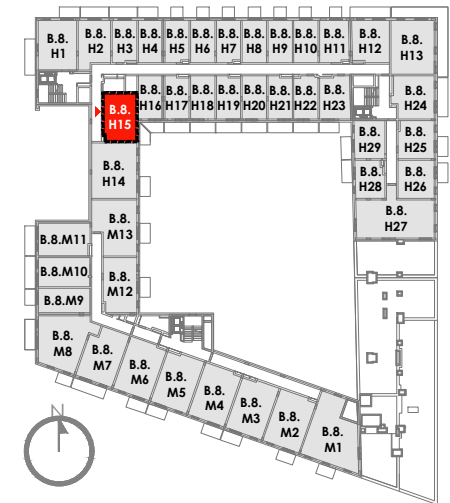 B.8.
H1
B.8.
H2
B.8.
H3
B.8.
H4
B.8.
H5
B.8.
H6
B.8.
H7
B.8.
H8
B.8.
H9
B.8.
H10
B.8.
H11
B.8.
H12
B.8.
H13
B.8.
H15
B.8.
H16
B.8.
H17
B.8.
H18
B.8.
H19
B.8.
H20
B.8.
H21
B.8.
H22
B.8.
H23
B.8.
H24
B.8.
H29
B.8.
H25
B.8.
H14
B.8.
H28
B.8.
H26
B.8.
H27
B.8.
M13
B.8.M11
B.8.M10
B.8.M9
B.8.
M12
B.8.
M8
B.8.
M7
B.8.
M6
B.8.
M5
B.8.
M4
B.8.
M3
B.8.
M2
B.8.
M1
N